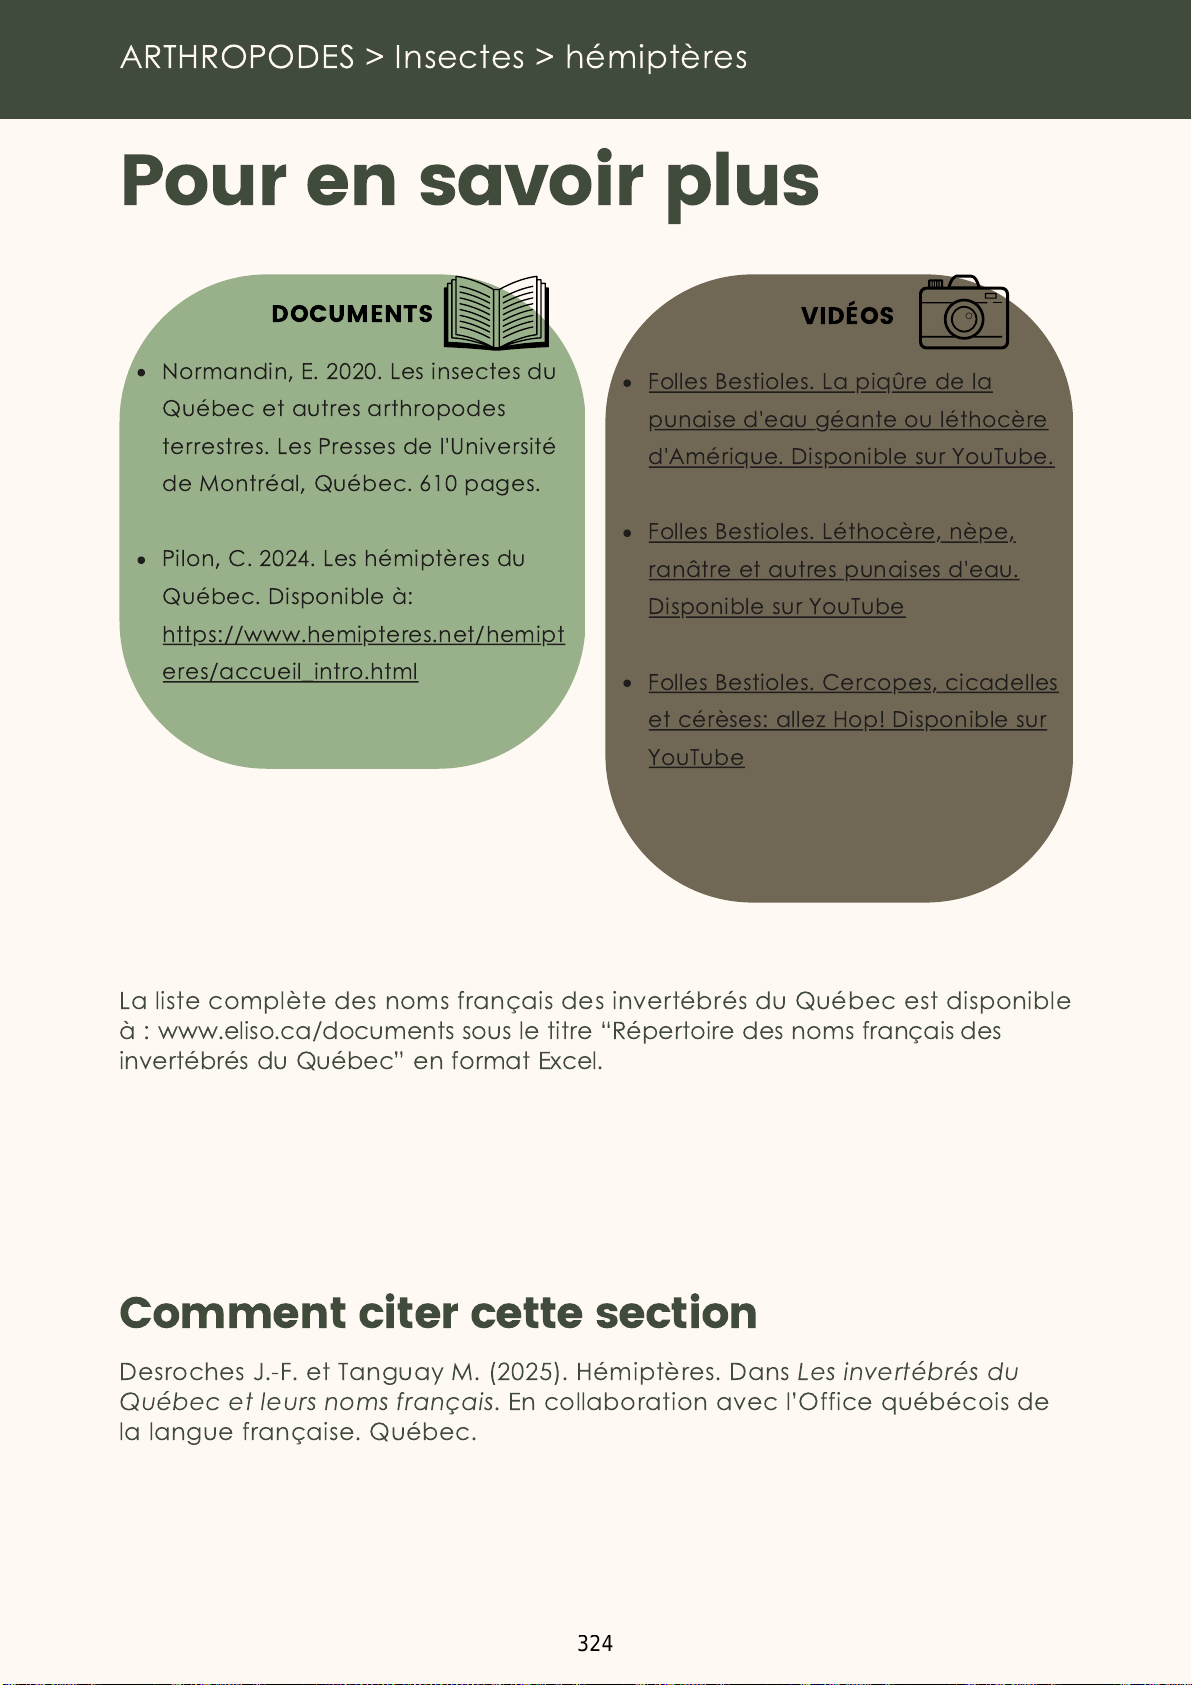 ARTHROPODES > Insectes > hémiptères
Pour en savoir plus
DOCUMENTS
• Normandin, E. 2020. Les insectes du
Québec et autres arthropodes
terrestres. Les Presses de l'Université
de Montréal, Québec. 610 pages.
• Pilon, C. 2024. Les hémiptères du
Québec. Disponible à:
https://www.hemipteres.net/hemipt
eres/accueil_intro.html
VIDÉOS
• Folles Bestioles. La piqûre de la
punaise d'eau géante ou léthocère
d'Amérique. Disponible sur YouTube.
• Folles Bestioles. Léthocère, nèpe,
ranâtre et autres punaises d'eau.
Disponible sur YouTube
• Folles Bestioles. Cercopes, cicadelles
et cérèses: allez Hop! Disponible sur
YouTube
La liste complète des noms français des invertébrés du Québec est disponible
à : www.eliso.ca/documents sous le titre “Répertoire des noms français des
invertébrés du Québec” en format Excel.
Comment citer cette section
Desroches J.-F. et Tanguay M. (2025). Hémiptères. Dans Les invertébrés du
Québec et leurs noms français. En collaboration avec l’Office québécois de
la langue française. Québec.
324